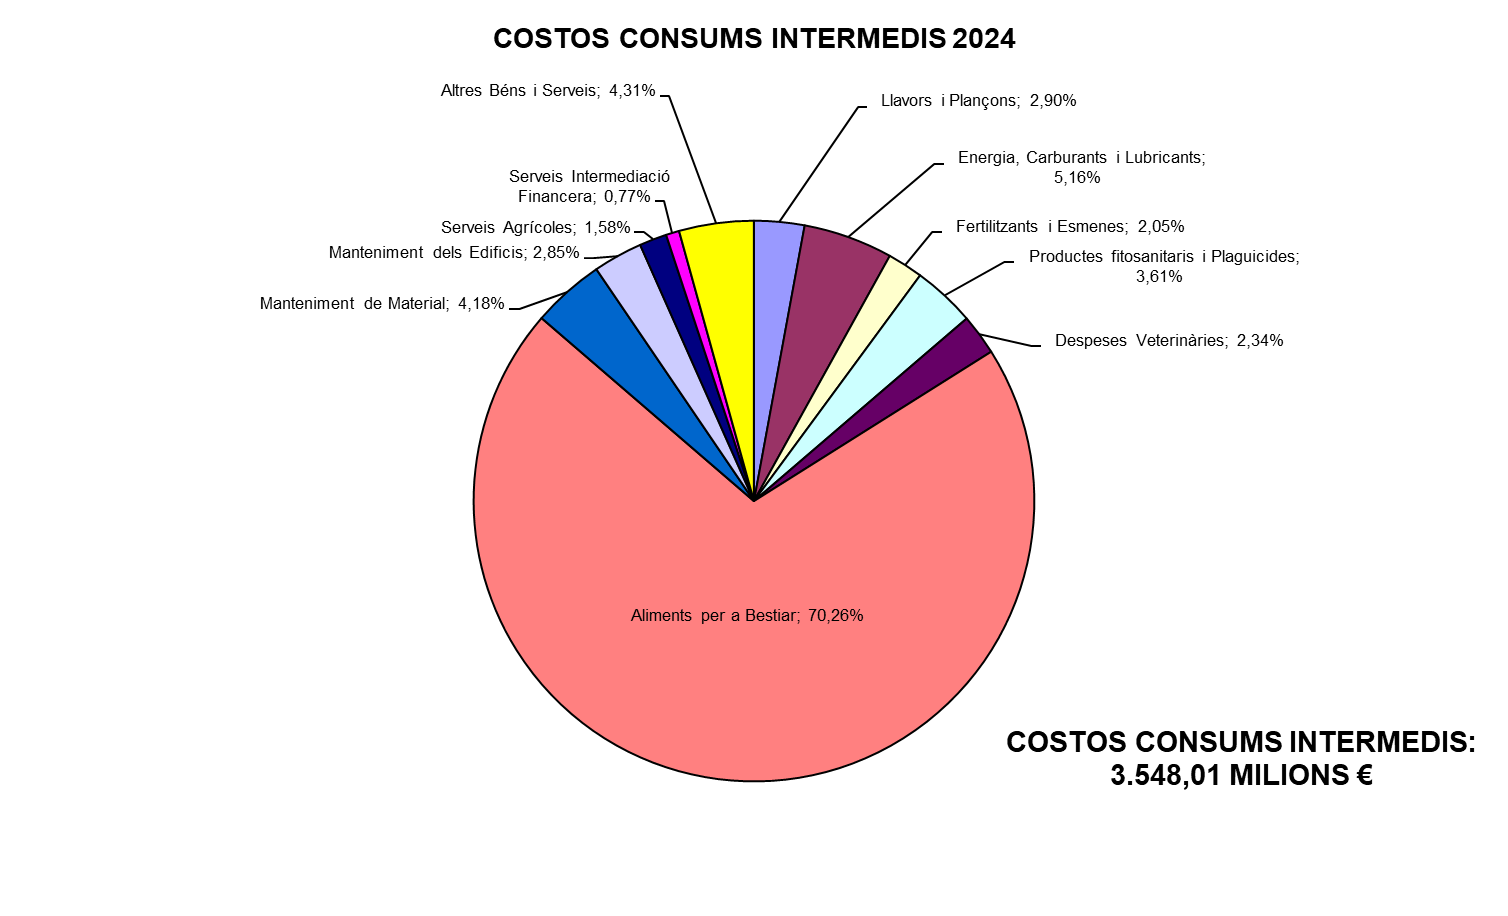 COSTOS CONSUMS INTERMEDIS 2024
Altres Béns i Serveis; 4,31%
Llavors i Plançons; 2,90%
Energia, Carburants i Lubricants;
5,16%
Serveis Intermediació
Financera; 0,77%
Serveis Agrícoles; 1,58%
Fertilitzants i Esmenes; 2,05%
Manteniment dels Edificis; 2,85%
Productes fitosanitaris i Plaguicides;
3,61%
Manteniment de Material; 4,18%
Despeses Veterinàries; 2,34%
Aliments per a Bestiar; 70,26%
COSTOS CONSUMS INTERMEDIS:
3.548,01 MILIONS €